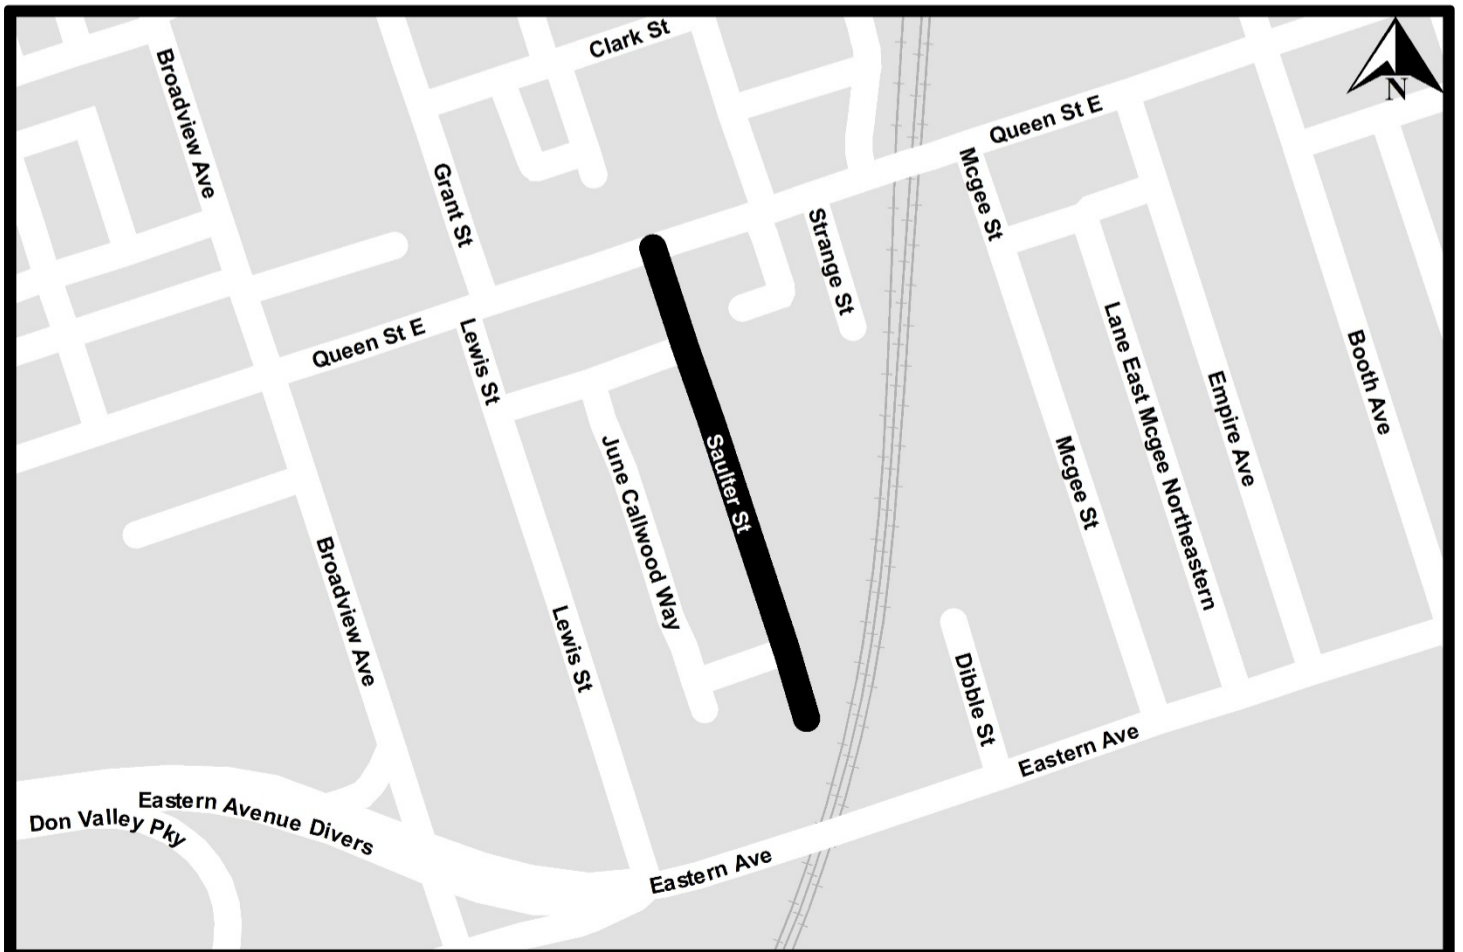 Clark St
Broadview Ave
N
Queen St E
Grant St
Mcgee St
Strange St
Queen St E
Lewis St
Lane East Mcgee Northeastern
Booth Ave
Empire Ave
June Callwood Way
Saulter St
Mcgee St
Broadview Ave
Lewis St
Dibble St
Eastern Ave
Eastern Avenue Divers
Don Valley Pky
Eastern Ave